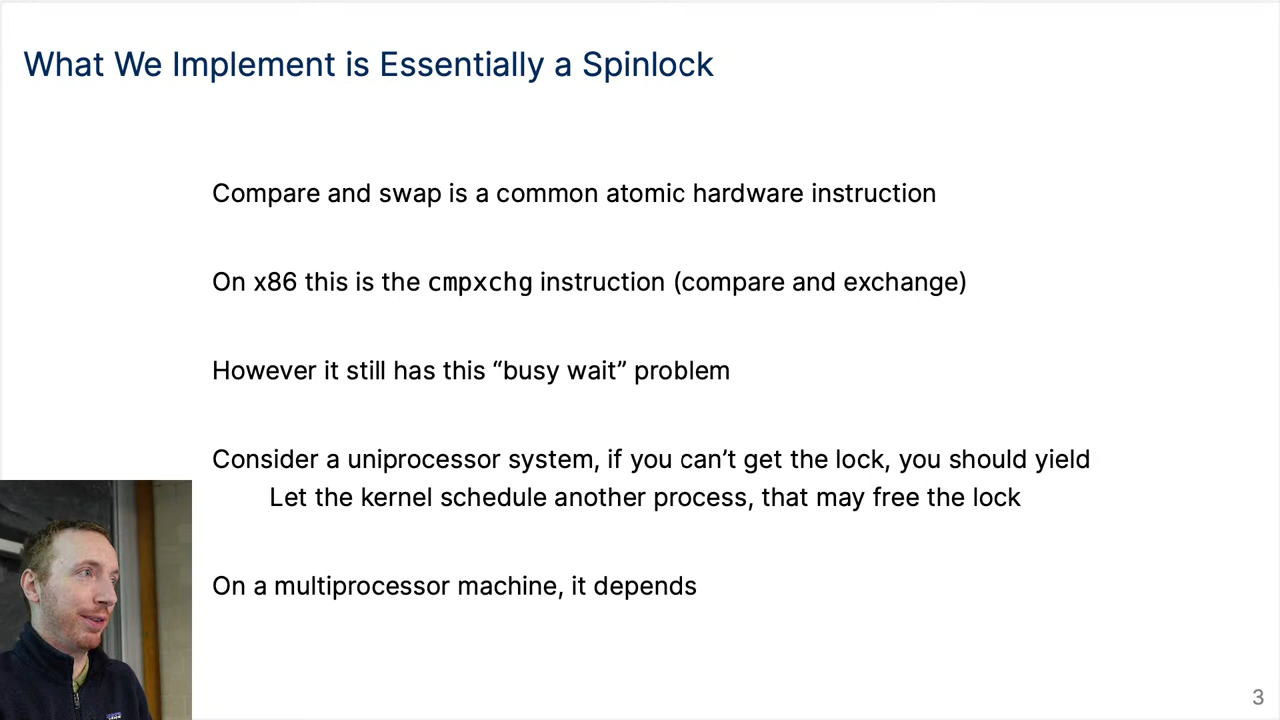 What We Implement is Essentially a Spinlock
Compare and swap is a common atomic hardware instruction
On x86 this is the cmpxchg instruction (compare and exchange)
However it still has this “busy wait” problem
Consider a uniprocessor system, if you can’t get the lock, you should yield
Let the kernel schedule another process, that may free the lock
On a multiprocessor machine, it depends
3